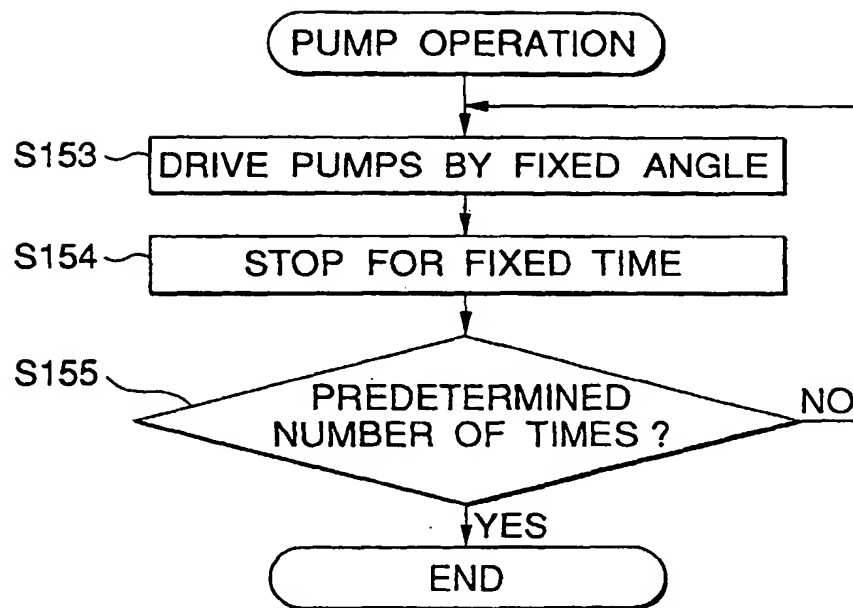 PUMP OPERATION
S153
DRIVE PUMPS BY FIXED ANGLE
S154
STOP FOR FIXED TIME
S155
PREDETERMINED
NUMBER OF TIMES ?
NO
YES
END